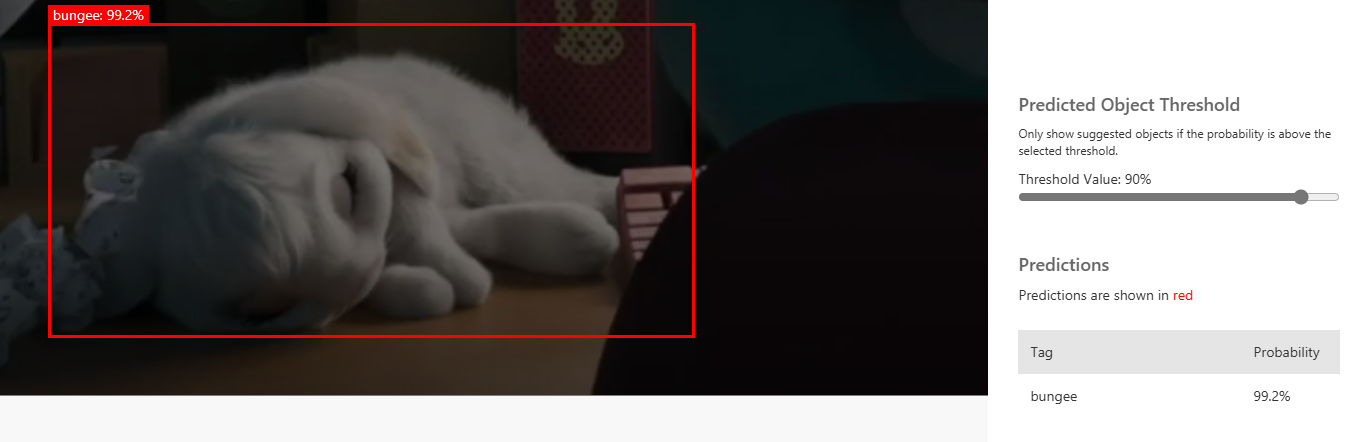 bungee: 99.2%
Predicted Object Threshold
Only show suggested objects if the probability is above the
selected threshold.
Threshold Value: 90%
Predictions
Predictions are shown in red
Tag Probability
bungee 99.2%